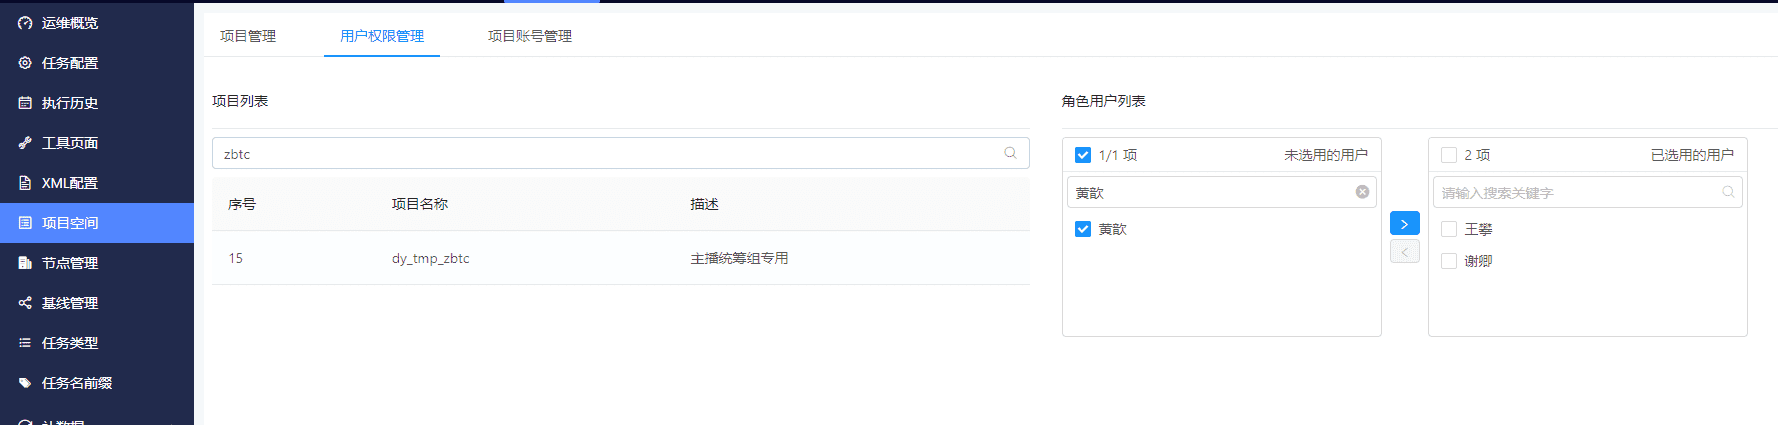 运维概览
任务配置
执行历史
工具页面
XML配置
项目空间
节点管理
基线管理
任务类型
任务名前缀
补数据
项目管理 用户权限管理 项目账号管理
项目列表
zbtc
序号 项目名称 描述
15 dy_tmp_zbtc 主播统筹组专用
角色用户列表
1/1 项 未选用的用户
黄歆
黄歆
2 项 已选用的用户
请输入搜索关键字
王攀
谢卿